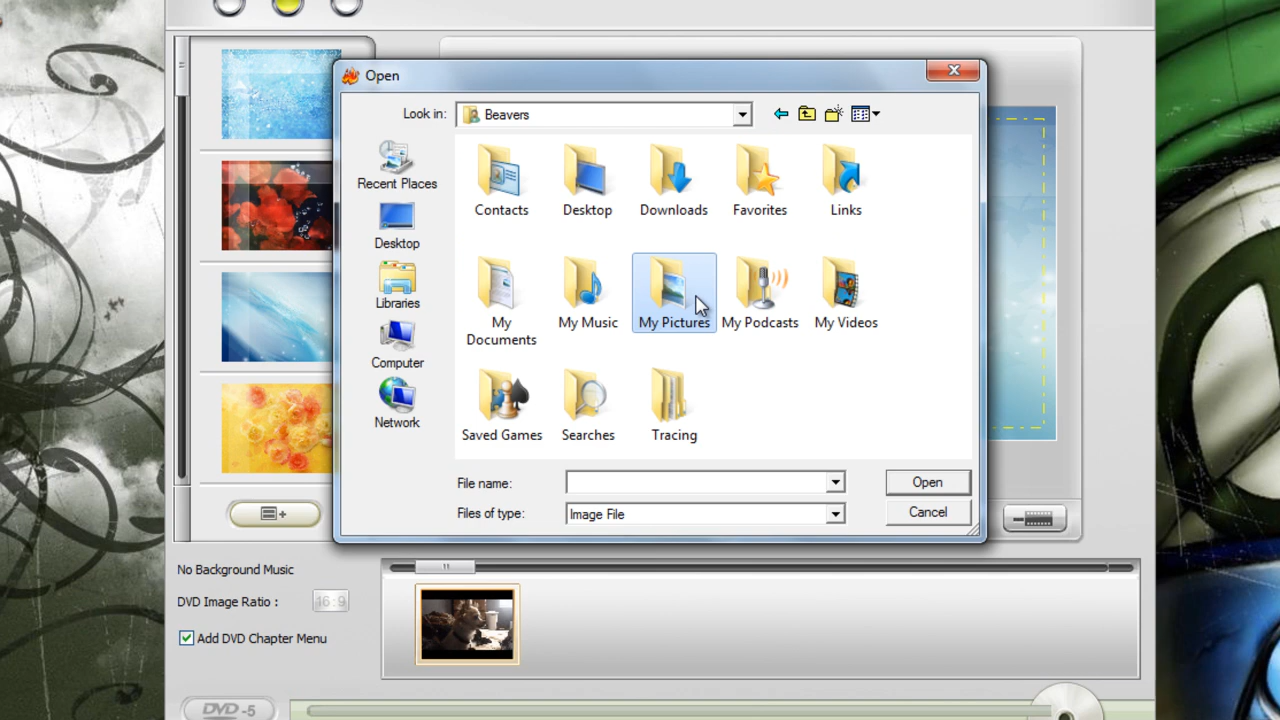 Open
Look in:
Beavers
Recent Places
Desktop
Libraries
Computer
Network
Contacts
Desktop
Downloads
Favorites
Links
My
Documents
My Music
My Pictures
My Podcasts
My Videos
Saved Games
Searches
Tracing
File name:
Open
Files of type:
Image File
Cancel
No Background Music
DVD Image Ratio :
16:9
Add DVD Chapter Menu
DVD -5